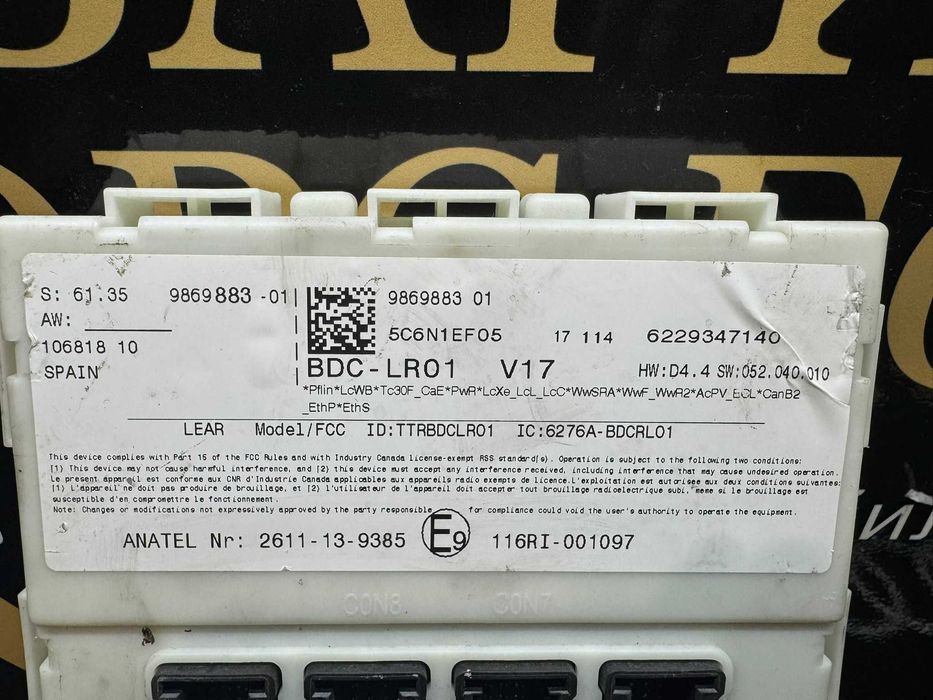 S: 61.35 9869883 -01 9869883 01
AW:
5C6N1EF05 17 114 6229347140
106818 10
SPAIN
BDC-LR01 V17 HW:D4.4 SW:052.040.010
*Pflin*LcWB*Tc30F_CaE*PwR*LcXe_LcL_LcC*WwSRA*WwF_WwR2*AcPV_ECL*CanB2
_EthP*EthS
LEAR Model/FCC ID:TTRBDCLR01 IC:6276A-BDCRL01
This device complies with Part 15 of the FCC Rules and with Industry Canada license-exempt RSS standard(s). Operation is subject to the following two conditions:
(1) This device may not cause harmful interference, and (2) this device must accept any interference received, including interference that may cause undesired operation.
Le present appareil est conforme aux CNR d'Industrie Canada applicables aux appareils radio exempts de licence.L'exploitation est autorisee aux deux conditions suivantes:
(1) L'appareil ne doit pas produire de brouillage, et (2) l'utilisateur de l'appareil doit accepter tout brouillage radioelectrique subi, meme si le brouillage est
susceptible d'en compromettre le fonctionnement.
Note: Changes or modifications not expressively approved by the party responsible for compliance could void the user's authority to operate the equipment.
ANATEL Nr: 2611-13-9385 E9 116RI-001097
CON8 CON7